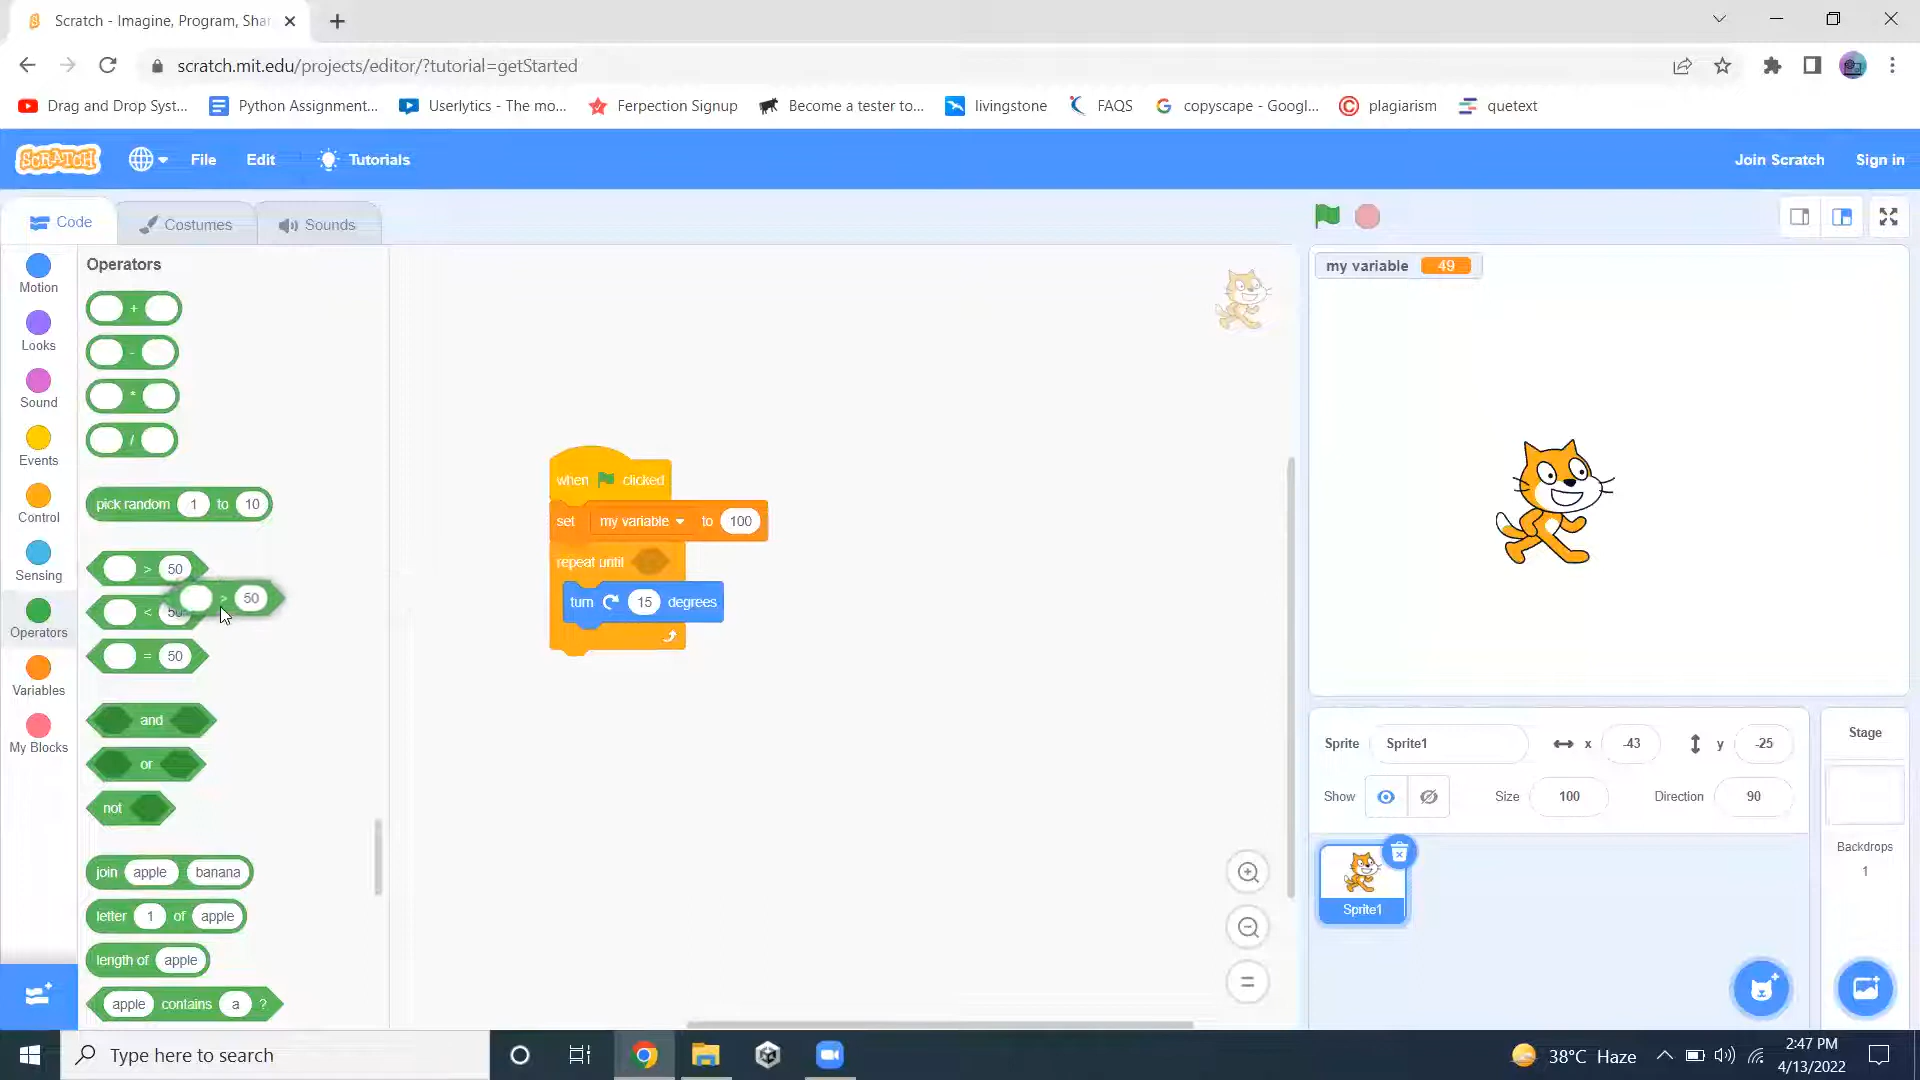 Scratch - Imagine, Program, Shar
scratch.mit.edu/projects/editor/?tutorial=getStarted
Drag and Drop Syst... Python Assignment... Userlytics - The mo... Ferpection Signup Become a tester to... livingstone FAQS copyscape - Googl... plagiarism quetext
SCRATCH File Edit Tutorials Join Scratch Sign in
Code Costumes Sounds
Motion
Looks
Sound
Events
Control
Sensing
Operators
Variables
My Blocks
Operators
+
-
*
/
pick random 1 to 10
> 50
> 50
< 50
= 50
and
or
not
join apple banana
letter 1 of apple
length of apple
apple contains a ?
when clicked
set my variable to 100
repeat until
turn 15 degrees
my variable 49
Sprite Sprite1 x -43 y -25
Show Size 100 Direction 90
Sprite1
Stage
Backdrops
1
Type here to search
38°C Haze
2:47 PM
4/13/2022